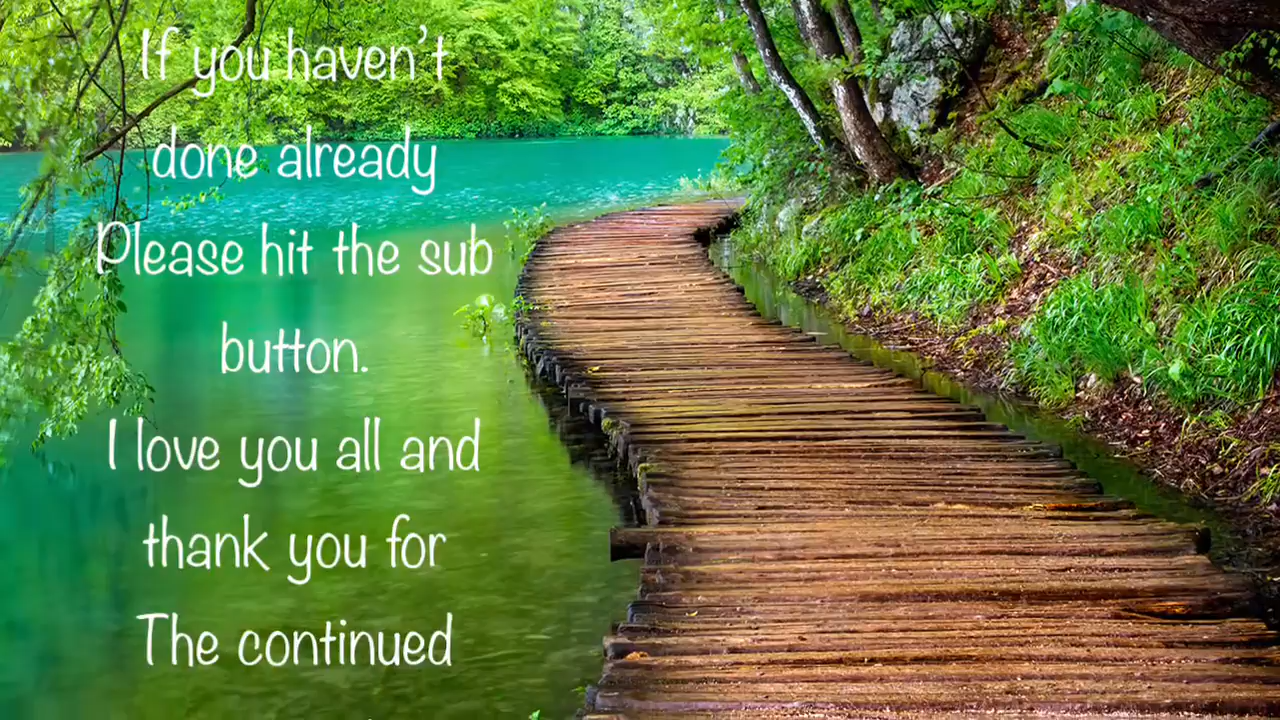 If you haven't
done already
Please hit the sub
button.
I love you all and
thank you for
The continued